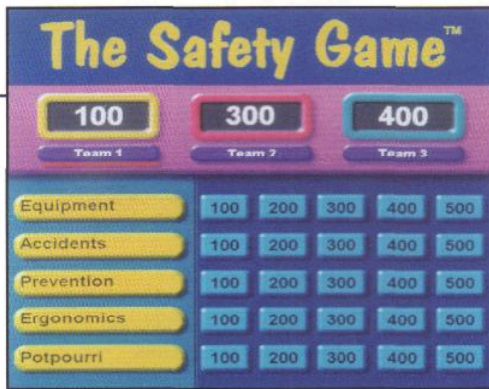 The Safety Game™
100 300 400
Team 1 Team 2 Team 3
Equipment 100 200 300 400 500
Accidents 100 200 300 400 500
Prevention 100 200 300 400 500
Ergonomics 100 200 300 400 500
Potpourri 100 200 300 400 500